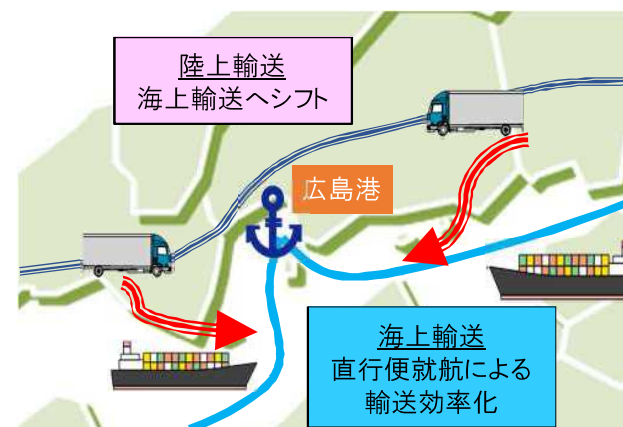 陸上輸送
海上輸送へシフト
広島港
海上輸送
直行便就航による
輸送効率化